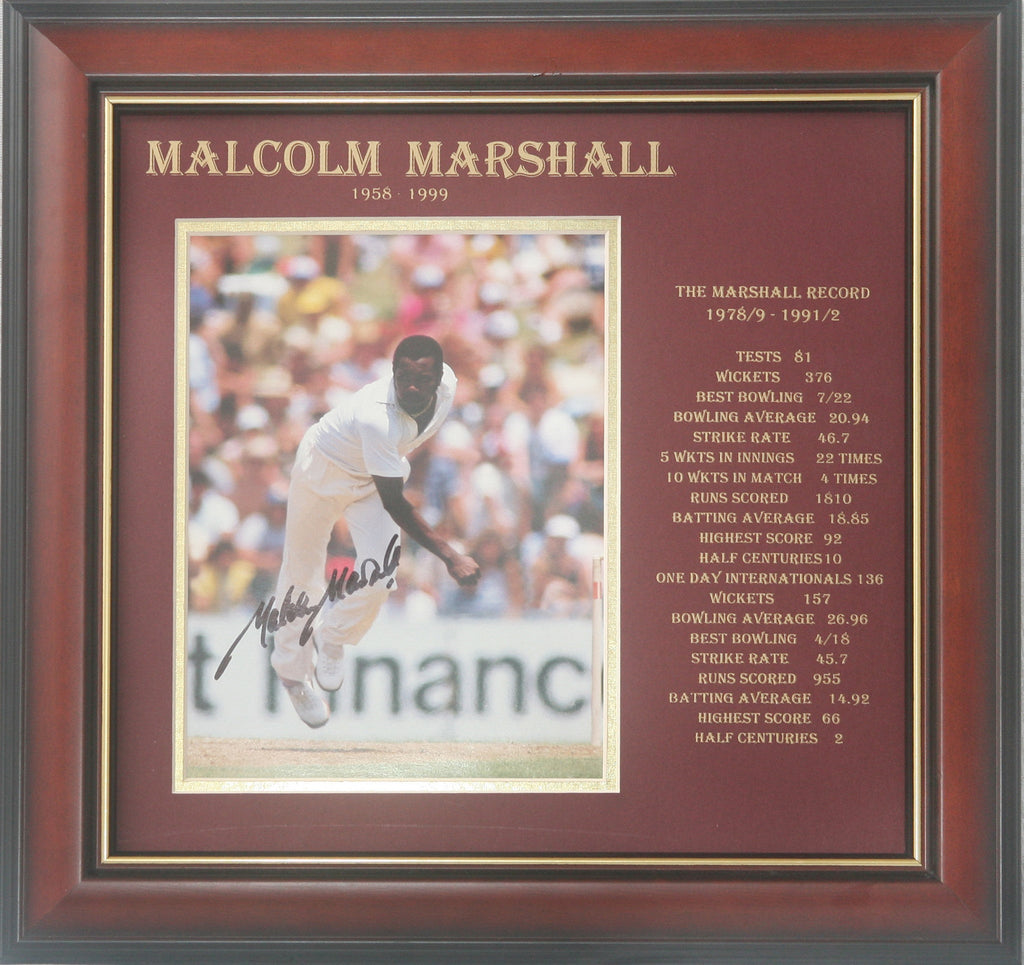 MALCOLM MARSHALL
1958 · 1999
THE MARSHALL RECORD
1978/9 - 1991/2
TESTS 81
WICKETS 376
BEST BOWLING 7/22
BOWLING AVERAGE 20.94
STRIKE RATE 46.7
5 WKTS IN INNINGS 22 TIMES
10 WKTS IN MATCH 4 TIMES
RUNS SCORED 1810
BATTING AVERAGE 18.85
HIGHEST SCORE 92
HALF CENTURIES 10
ONE DAY INTERNATIONALS 136
WICKETS 157
BOWLING AVERAGE 26.96
BEST BOWLING 4/18
STRIKE RATE 45.7
RUNS SCORED 955
BATTING AVERAGE 14.92
HIGHEST SCORE 66
HALF CENTURIES 2
Malcolm Marshall
t Financ